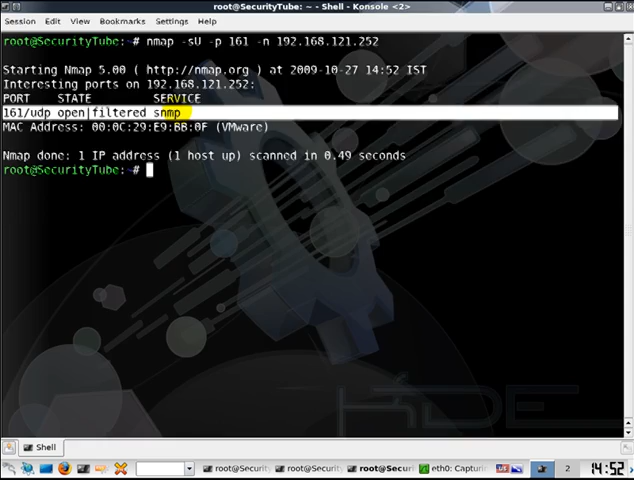 root@SecurityTube: ~ - Shell - Konsole <2>
Session Edit View Bookmarks Settings Help
root@SecurityTube:~# nmap -sU -p 161 -n 192.168.121.252
Starting Nmap 5.00 ( http://nmap.org ) at 2009-10-27 14:52 IST
Interesting ports on 192.168.121.252:
PORT STATE SERVICE
161/udp open|filtered snmp
MAC Address: 00:0C:29:E9:BB:0F (VMware)
Nmap done: 1 IP address (1 host up) scanned in 0.49 seconds
root@SecurityTube:~#
KDE
Shell
root@Security root@Securit root@Securi eth0: Capturin US 2 14:52